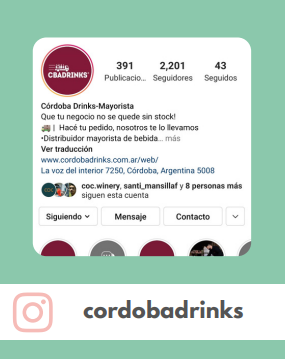 CBADRINKS
391 2,201 43
Publicacio... Seguidores Seguidos
Córdoba Drinks-Mayorista
Que tu negocio no se quede sin stock!
🚛 | Hacé tu pedido, nosotros te lo llevamos
•Distribuidor mayorista de bebida... más
Ver traducción
www.cordobadrinks.com.ar/web/
La voz del interior 7250, Córdoba, Argentina 5008
coc.winery, santi_mansillaf y 8 personas más
siguen esta cuenta
Siguiendo Mensaje Contacto
cordobadrinks